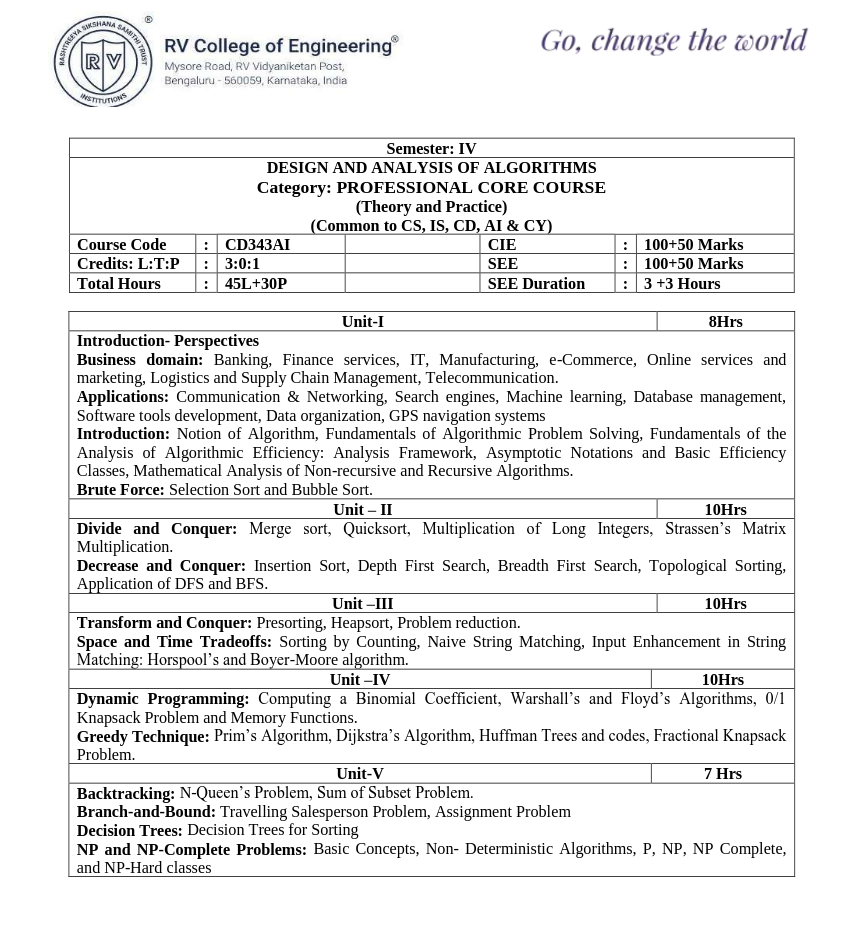 RASHTREEYA SIKSHANA SAMITHI TRUST
RV
INSTITUTIONS
®
RV College of Engineering®
Mysore Road, RV Vidyaniketan Post,
Bengaluru - 560059, Karnataka, India
Go, change the world
Semester: IV
DESIGN AND ANALYSIS OF ALGORITHMS
Category: PROFESSIONAL CORE COURSE
(Theory and Practice)
(Common to CS, IS, CD, AI & CY)
Course Code : CD343AI CIE : 100+50 Marks
Credits: L:T:P : 3:0:1 SEE : 100+50 Marks
Total Hours : 45L+30P SEE Duration : 3 +3 Hours
Unit-I 8Hrs
Introduction- Perspectives
Business domain: Banking, Finance services, IT, Manufacturing, e-Commerce, Online services and
marketing, Logistics and Supply Chain Management, Telecommunication.
Applications: Communication & Networking, Search engines, Machine learning, Database management,
Software tools development, Data organization, GPS navigation systems
Introduction: Notion of Algorithm, Fundamentals of Algorithmic Problem Solving, Fundamentals of the
Analysis of Algorithmic Efficiency: Analysis Framework, Asymptotic Notations and Basic Efficiency
Classes, Mathematical Analysis of Non-recursive and Recursive Algorithms.
Brute Force: Selection Sort and Bubble Sort.
Unit – II 10Hrs
Divide and Conquer: Merge sort, Quicksort, Multiplication of Long Integers, Strassen’s Matrix
Multiplication.
Decrease and Conquer: Insertion Sort, Depth First Search, Breadth First Search, Topological Sorting,
Application of DFS and BFS.
Unit –III 10Hrs
Transform and Conquer: Presorting, Heapsort, Problem reduction.
Space and Time Tradeoffs: Sorting by Counting, Naive String Matching, Input Enhancement in String
Matching: Horspool’s and Boyer-Moore algorithm.
Unit –IV 10Hrs
Dynamic Programming: Computing a Binomial Coefficient, Warshall’s and Floyd’s Algorithms, 0/1
Knapsack Problem and Memory Functions.
Greedy Technique: Prim’s Algorithm, Dijkstra’s Algorithm, Huffman Trees and codes, Fractional Knapsack
Problem.
Unit-V 7 Hrs
Backtracking: N-Queen’s Problem, Sum of Subset Problem.
Branch-and-Bound: Travelling Salesperson Problem, Assignment Problem
Decision Trees: Decision Trees for Sorting
NP and NP-Complete Problems: Basic Concepts, Non- Deterministic Algorithms, P, NP, NP Complete,
and NP-Hard classes